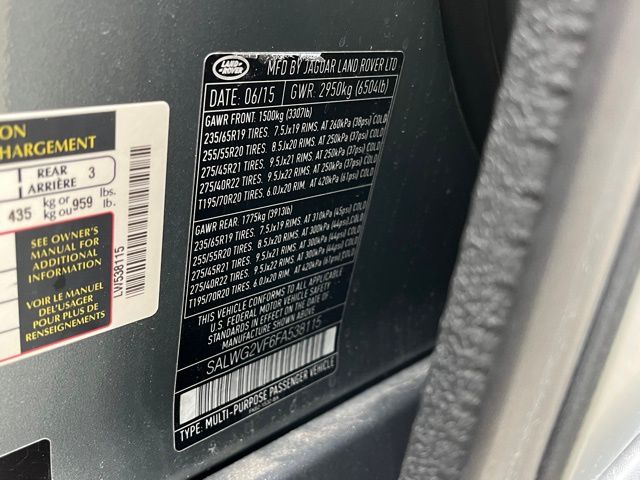 ION
CHARGEMENT
REAR 3
ARRIÈRE
435 kg or 959 lbs.
kg ou lb.
SEE OWNER'S
MANUAL FOR
ADDITIONAL
INFORMATION
VOIR LE MANUEL
DEL'USAGER
POUR PLUS DE
RENSEIGNEMENTS
LW538115
LAND
ROVER
MFD BY JAGUAR LAND ROVER LTD
DATE: 06/15 GWR: 2950kg (6504lb)
GAWR FRONT: 1500kg (3307lb)
235/65R19 TIRES. 7.5Jx19 RIMS. AT 260kPa (38psi) COLD
255/55R20 TIRES. 8.5Jx20 RIMS. AT 250kPa (37psi) COLD
275/45R21 TIRES. 9.5Jx21 RIMS. AT 250kPa (37psi) COLD
275/40R22 TIRES. 9.5Jx22 RIMS. AT 250kPa (37psi) COLD
T195/70R20 TIRES. 6.0Jx20 RIM. AT 420kPa (61psi) COLD
GAWR REAR: 1775kg (3913lb)
235/65R19 TIRES. 7.5Jx19 RIMS. AT 310kPa (45psi) COLD
255/55R20 TIRES. 8.5Jx20 RIMS. AT 300kPa (44psi) COLD
275/45R21 TIRES. 9.5Jx21 RIMS. AT 300kPa (44psi) COLD
275/40R22 TIRES. 9.5Jx22 RIMS. AT 300kPa (44psi) COLD
T195/70R20 TIRES. 6.0Jx20 RIM. AT 420kPa (61psi) COLD
THIS VEHICLE CONFORMS TO ALL APPLICABLE
U.S. FEDERAL MOTOR VEHICLE SAFETY
STANDARDS IN EFFECT ON THE DATE OF
MANUFACTURE SHOWN ABOVE
SALWG2VF6FA538115
TYPE: MULTI-PURPOSE PASSENGER VEHICLE